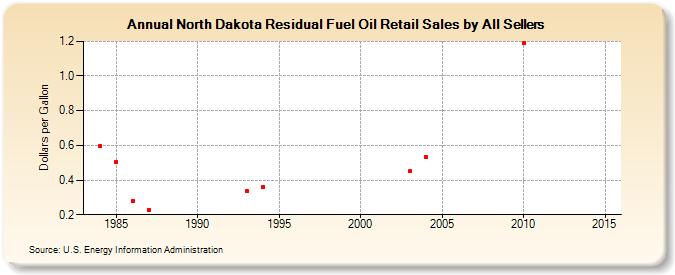 Annual North Dakota Residual Fuel Oil Retail Sales by All Sellers
Dollars per Gallon
1.2
1.0
0.8
0.6
0.4
0.2
1985 1990 1995 2000 2005 2010 2015
Source: U.S. Energy Information Administration